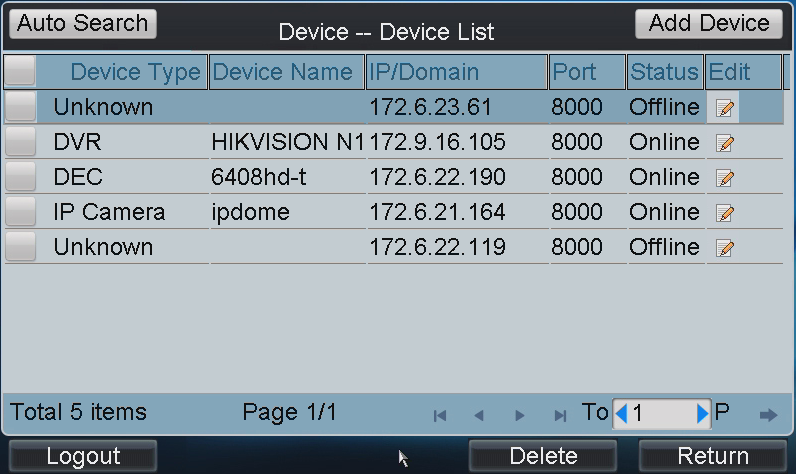 Auto Search Device -- Device List Add Device
Device Type Device Name IP/Domain Port Status Edit
Unknown 172.6.23.61 8000 Offline
DVR HIKVISION N1 172.9.16.105 8000 Online
DEC 6408hd-t 172.6.22.190 8000 Online
IP Camera ipdome 172.6.21.164 8000 Online
Unknown 172.6.22.119 8000 Offline
Total 5 items Page 1/1 To 1 P
Logout Delete Return